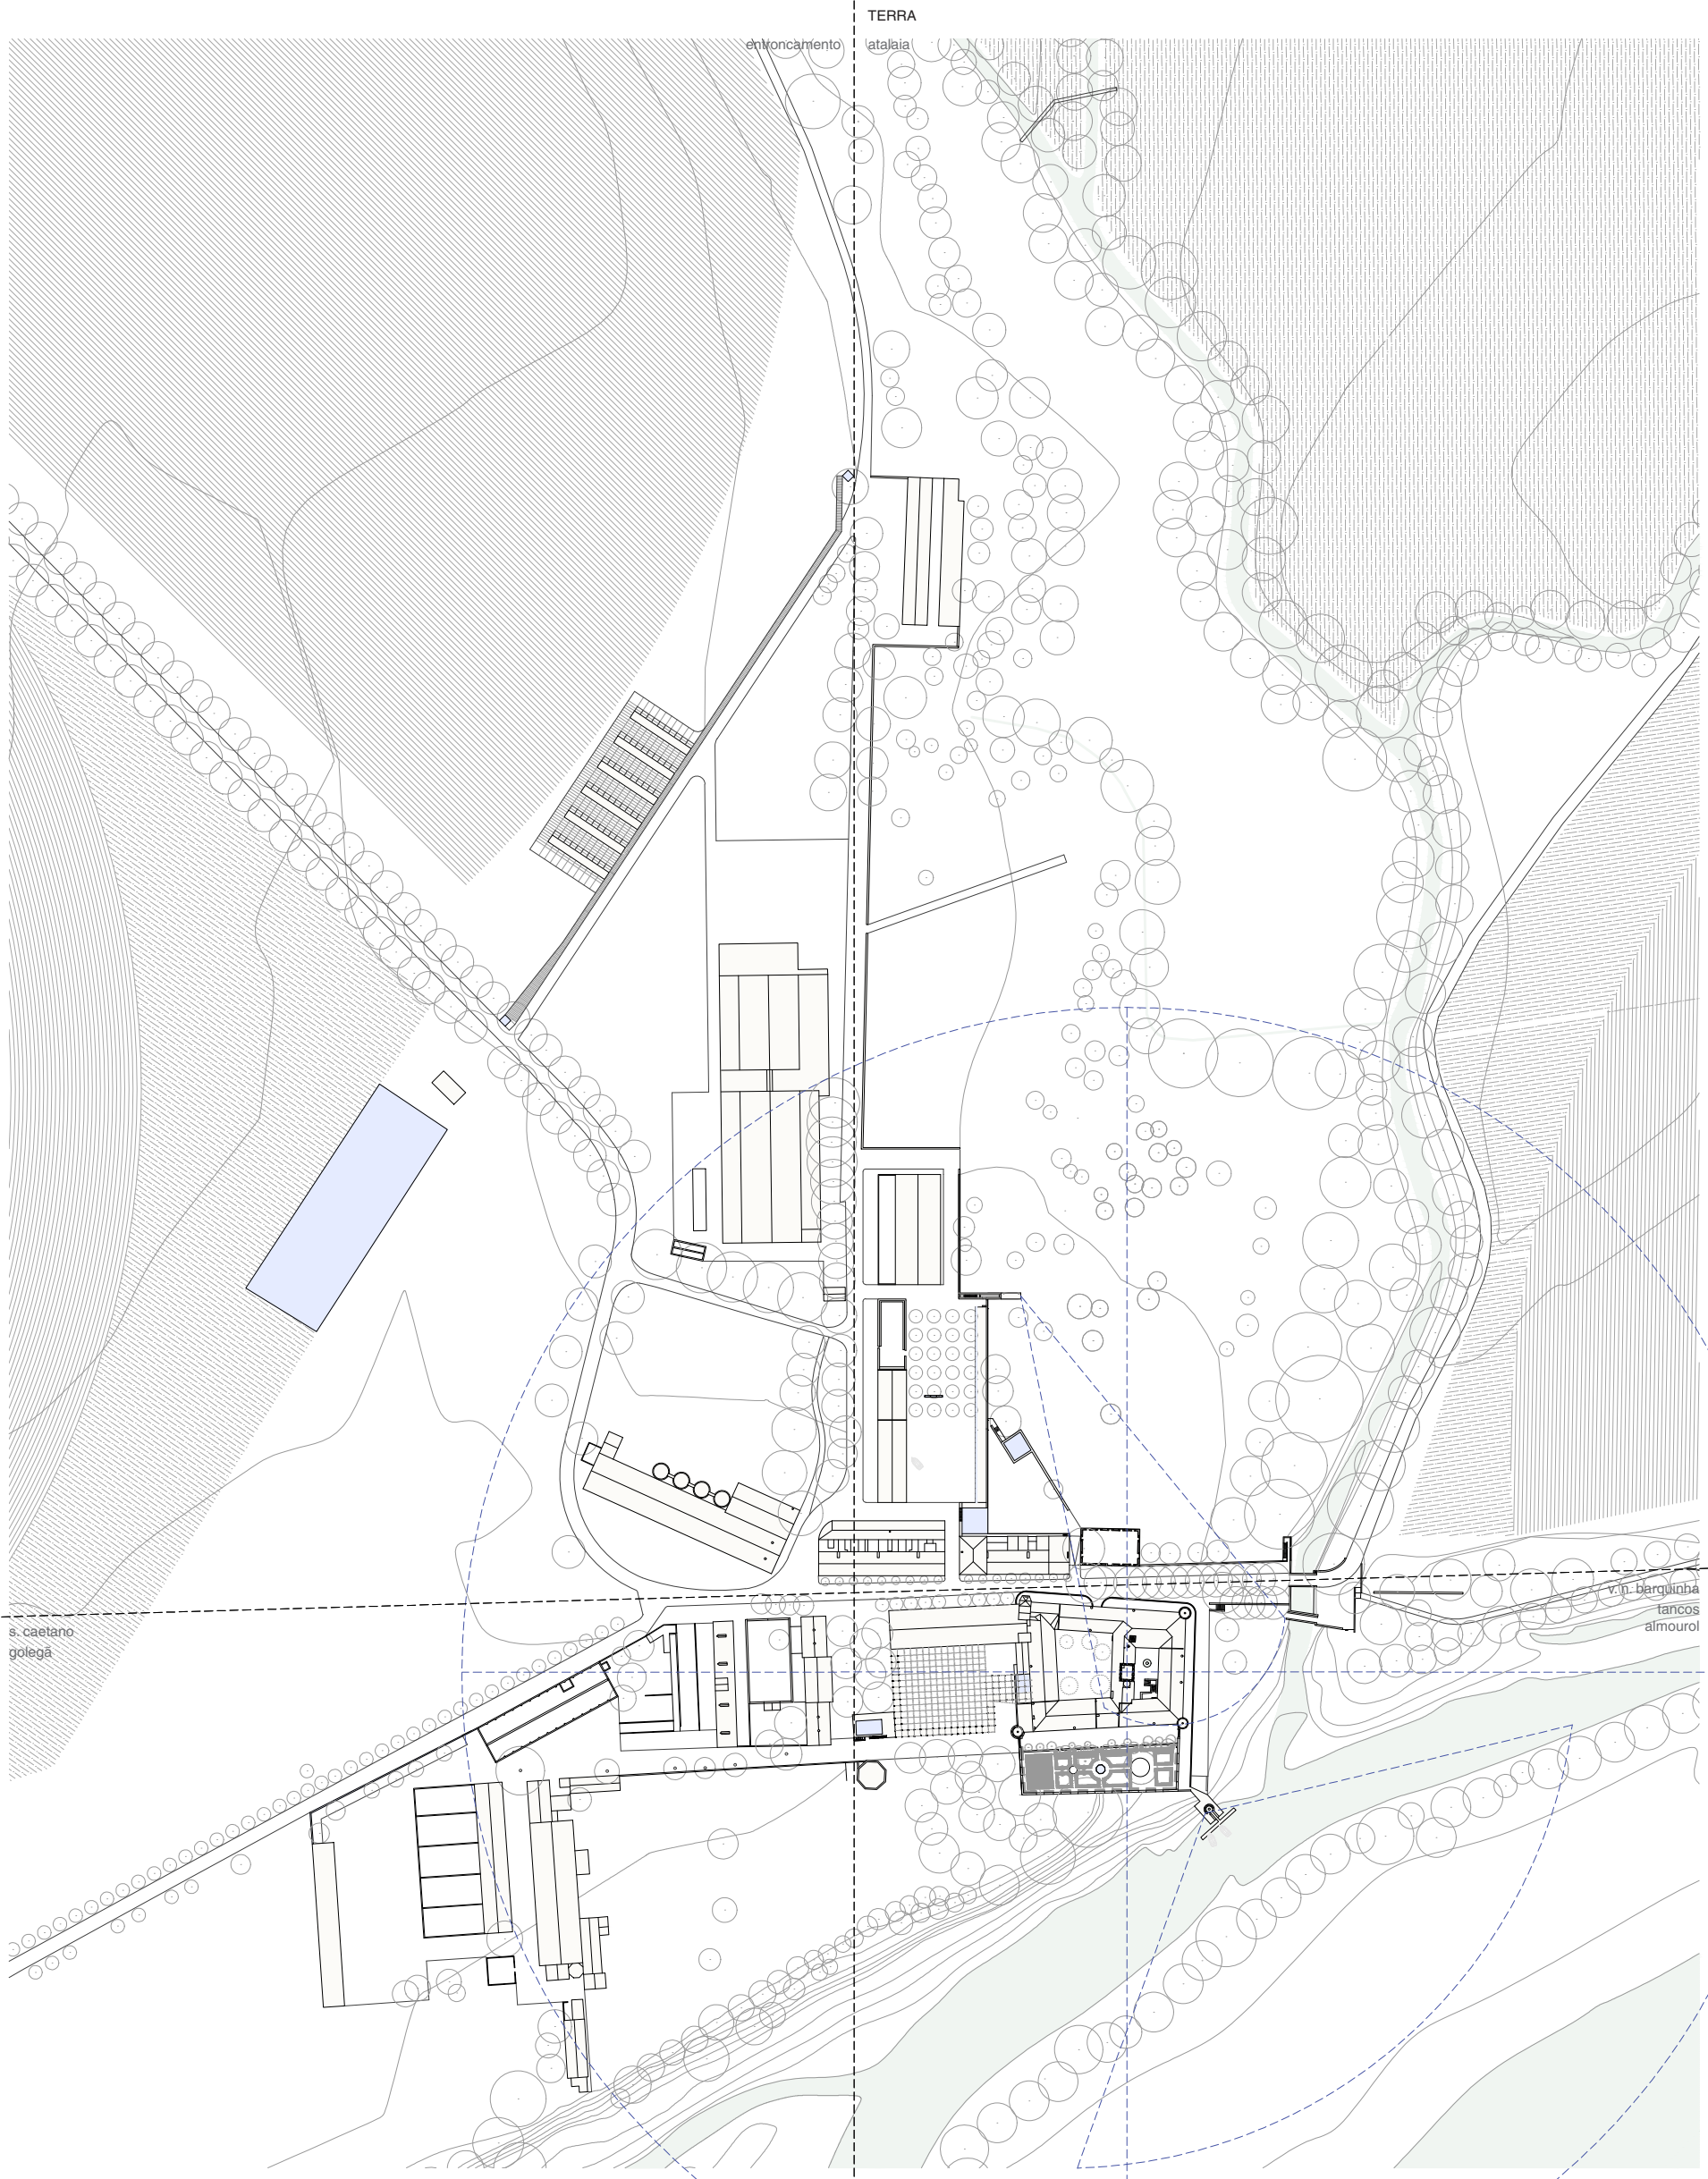 TERRA
entroncamento
atalaia
v. n. barquinha
tancos
almourol
s. caetano
golegã